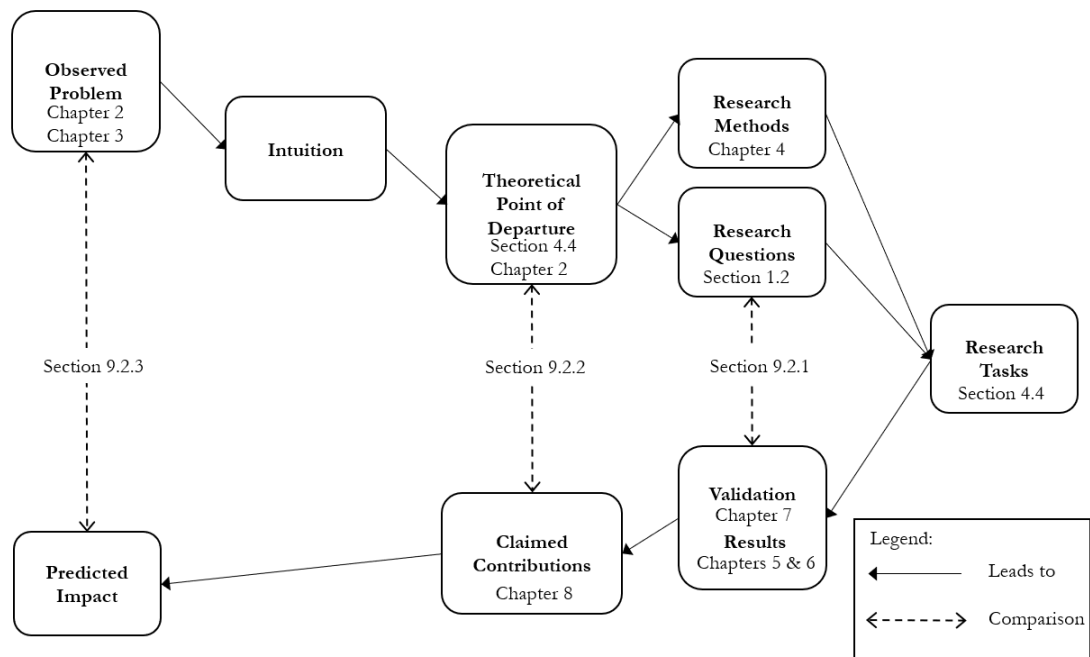 Observed
Problem
Chapter 2
Chapter 3
Intuition
Theoretical
Point of
Departure
Section 4.4
Chapter 2
Research
Methods
Chapter 4
Research
Questions
Section 1.2
Research
Tasks
Section 4.4
Section 9.2.3
Section 9.2.2
Section 9.2.1
Validation
Chapter 7
Results
Chapters 5 & 6
Claimed
Contributions
Chapter 8
Predicted
Impact
Legend:
Leads to
Comparison